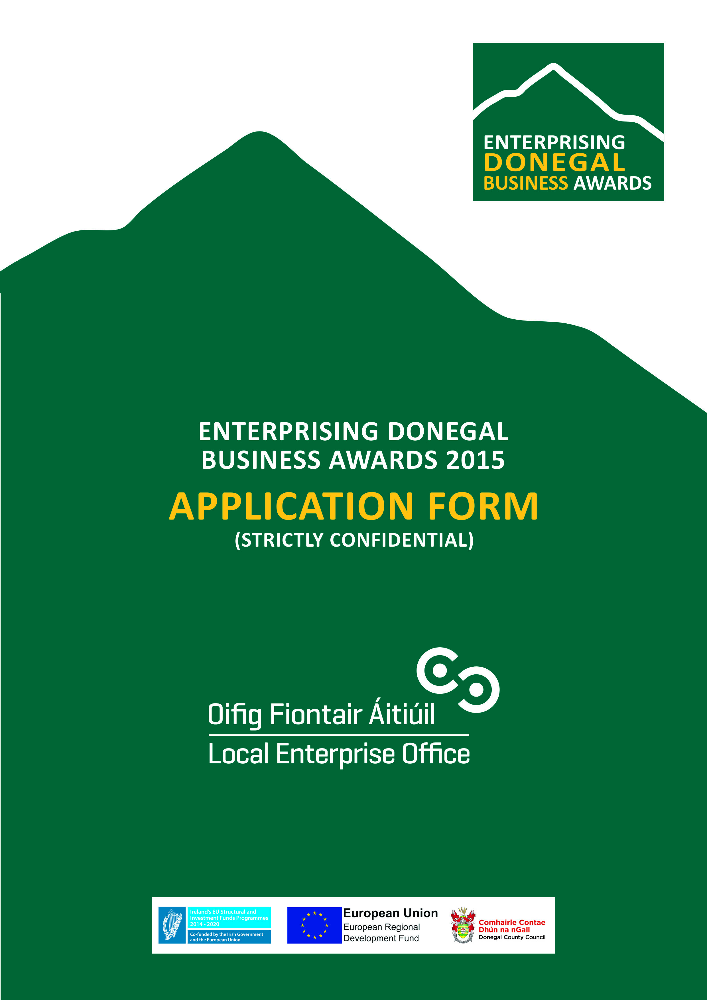 ENTERPRISING
DONEGAL
BUSINESS AWARDS
ENTERPRISING DONEGAL
BUSINESS AWARDS 2015
APPLICATION FORM
(STRICTLY CONFIDENTIAL)
Oifig Fiontair Áitiúil
Local Enterprise Office
Ireland's EU Structural and
Investment Funds Programmes
2014 - 2020
Co-funded by the Irish Government
and the European Union
European Union
European Regional
Development Fund
Comhairle Contae
Dhún na nGall
Donegal County Council